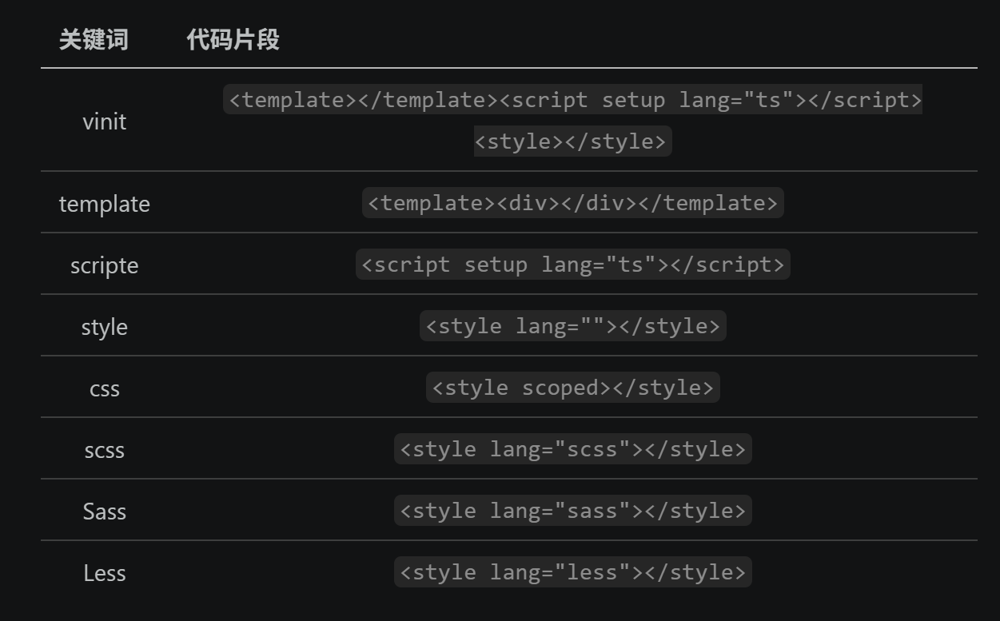 关键词 代码片段
<template></template><script setup lang="ts"></script>
vinit
<style></style>
template <template><div></div></template>
scripte <script setup lang="ts"></script>
style <style lang=""></style>
css <style scoped></style>
scss <style lang="scss"></style>
Sass <style lang="sass"></style>
Less <style lang="less"></style>